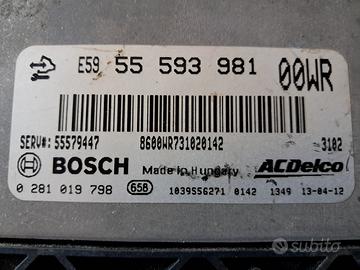 E59 55 593 981 00WR
SERV#: 55579447 8600WR731020142 3102
BOSCH Made in Hungary ACDelco
0 281 019 798 658 1039S56271 0142 1349 13-04-12
subito